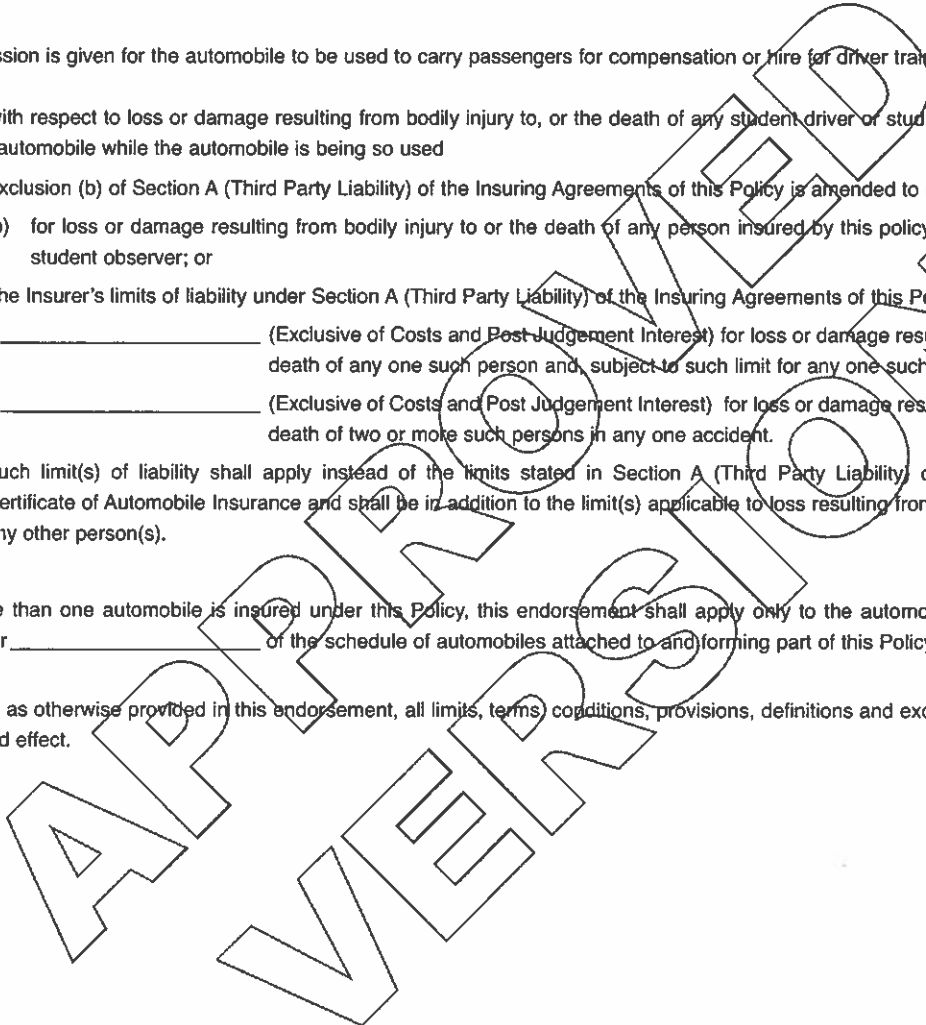 ssion is given for the automobile to be used to carry passengers for compensation or hire for driver trai
ith respect to loss or damage resulting from bodily injury to, or the death of any student driver or stud
automobile while the automobile is being so used
xclusion (b) of Section A (Third Party Liability) of the Insuring Agreements of this Policy is amended to
) for loss or damage resulting from bodily injury to or the death of any person insured by this policy
student observer; or
he Insurer's limits of liability under Section A (Third Party Liability) of the Insuring Agreements of this P
(Exclusive of Costs and Post Judgement Interest) for loss or damage res
death of any one such person and, subject to such limit for any one such
(Exclusive of Costs and Post Judgement Interest) for loss or damage res
death of two or more such persons in any one accident.
uch limit(s) of liability shall apply instead of the limits stated in Section A (Third Party Liability) o
ertificate of Automobile Insurance and shall be in addition to the limit(s) applicable to loss resulting from
ny other person(s).
e than one automobile is insured under this Policy, this endorsement shall apply only to the automo
r of the schedule of automobiles attached to and forming part of this Policy
as otherwise provided in this endorsement, all limits, terms, conditions, provisions, definitions and exc
d effect.
APPROVED
VERSION